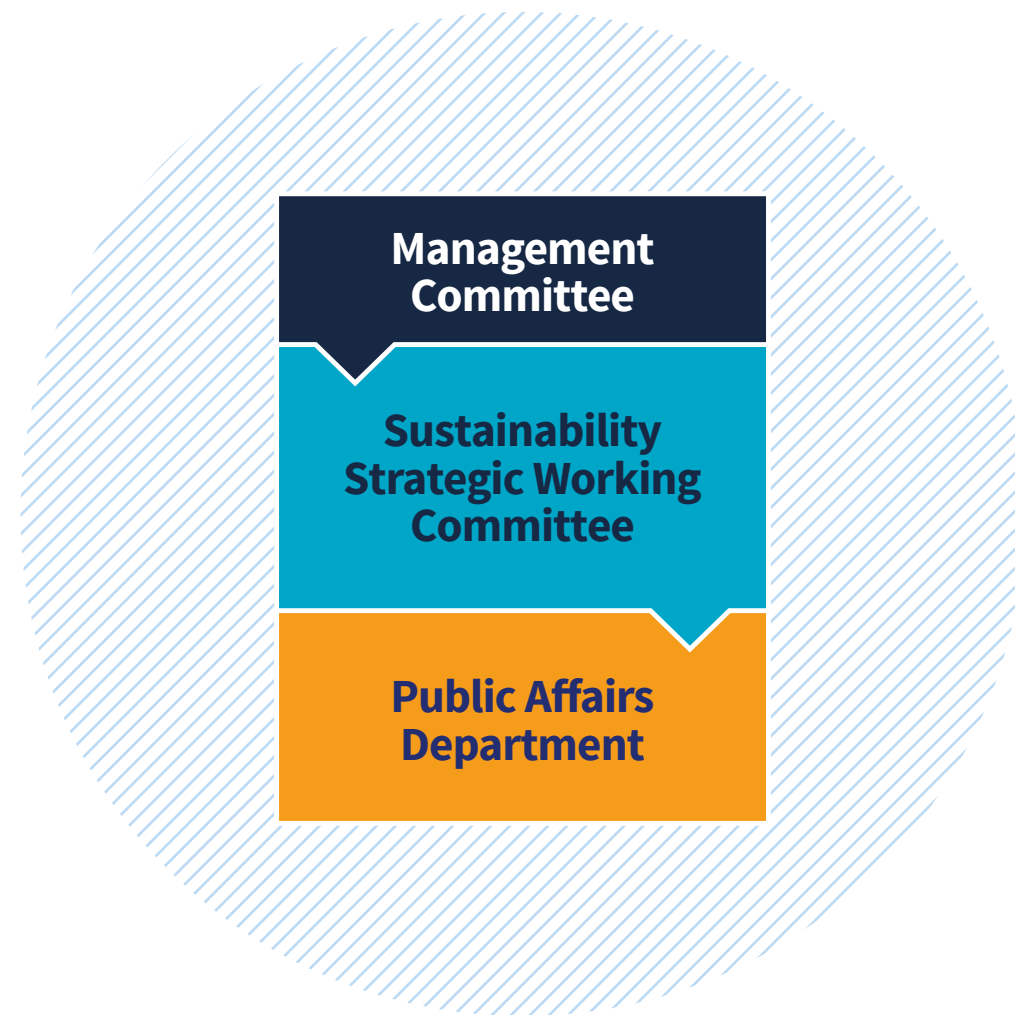 Management
Committee
Sustainability
Strategic Working
Committee
Public Affairs
Department